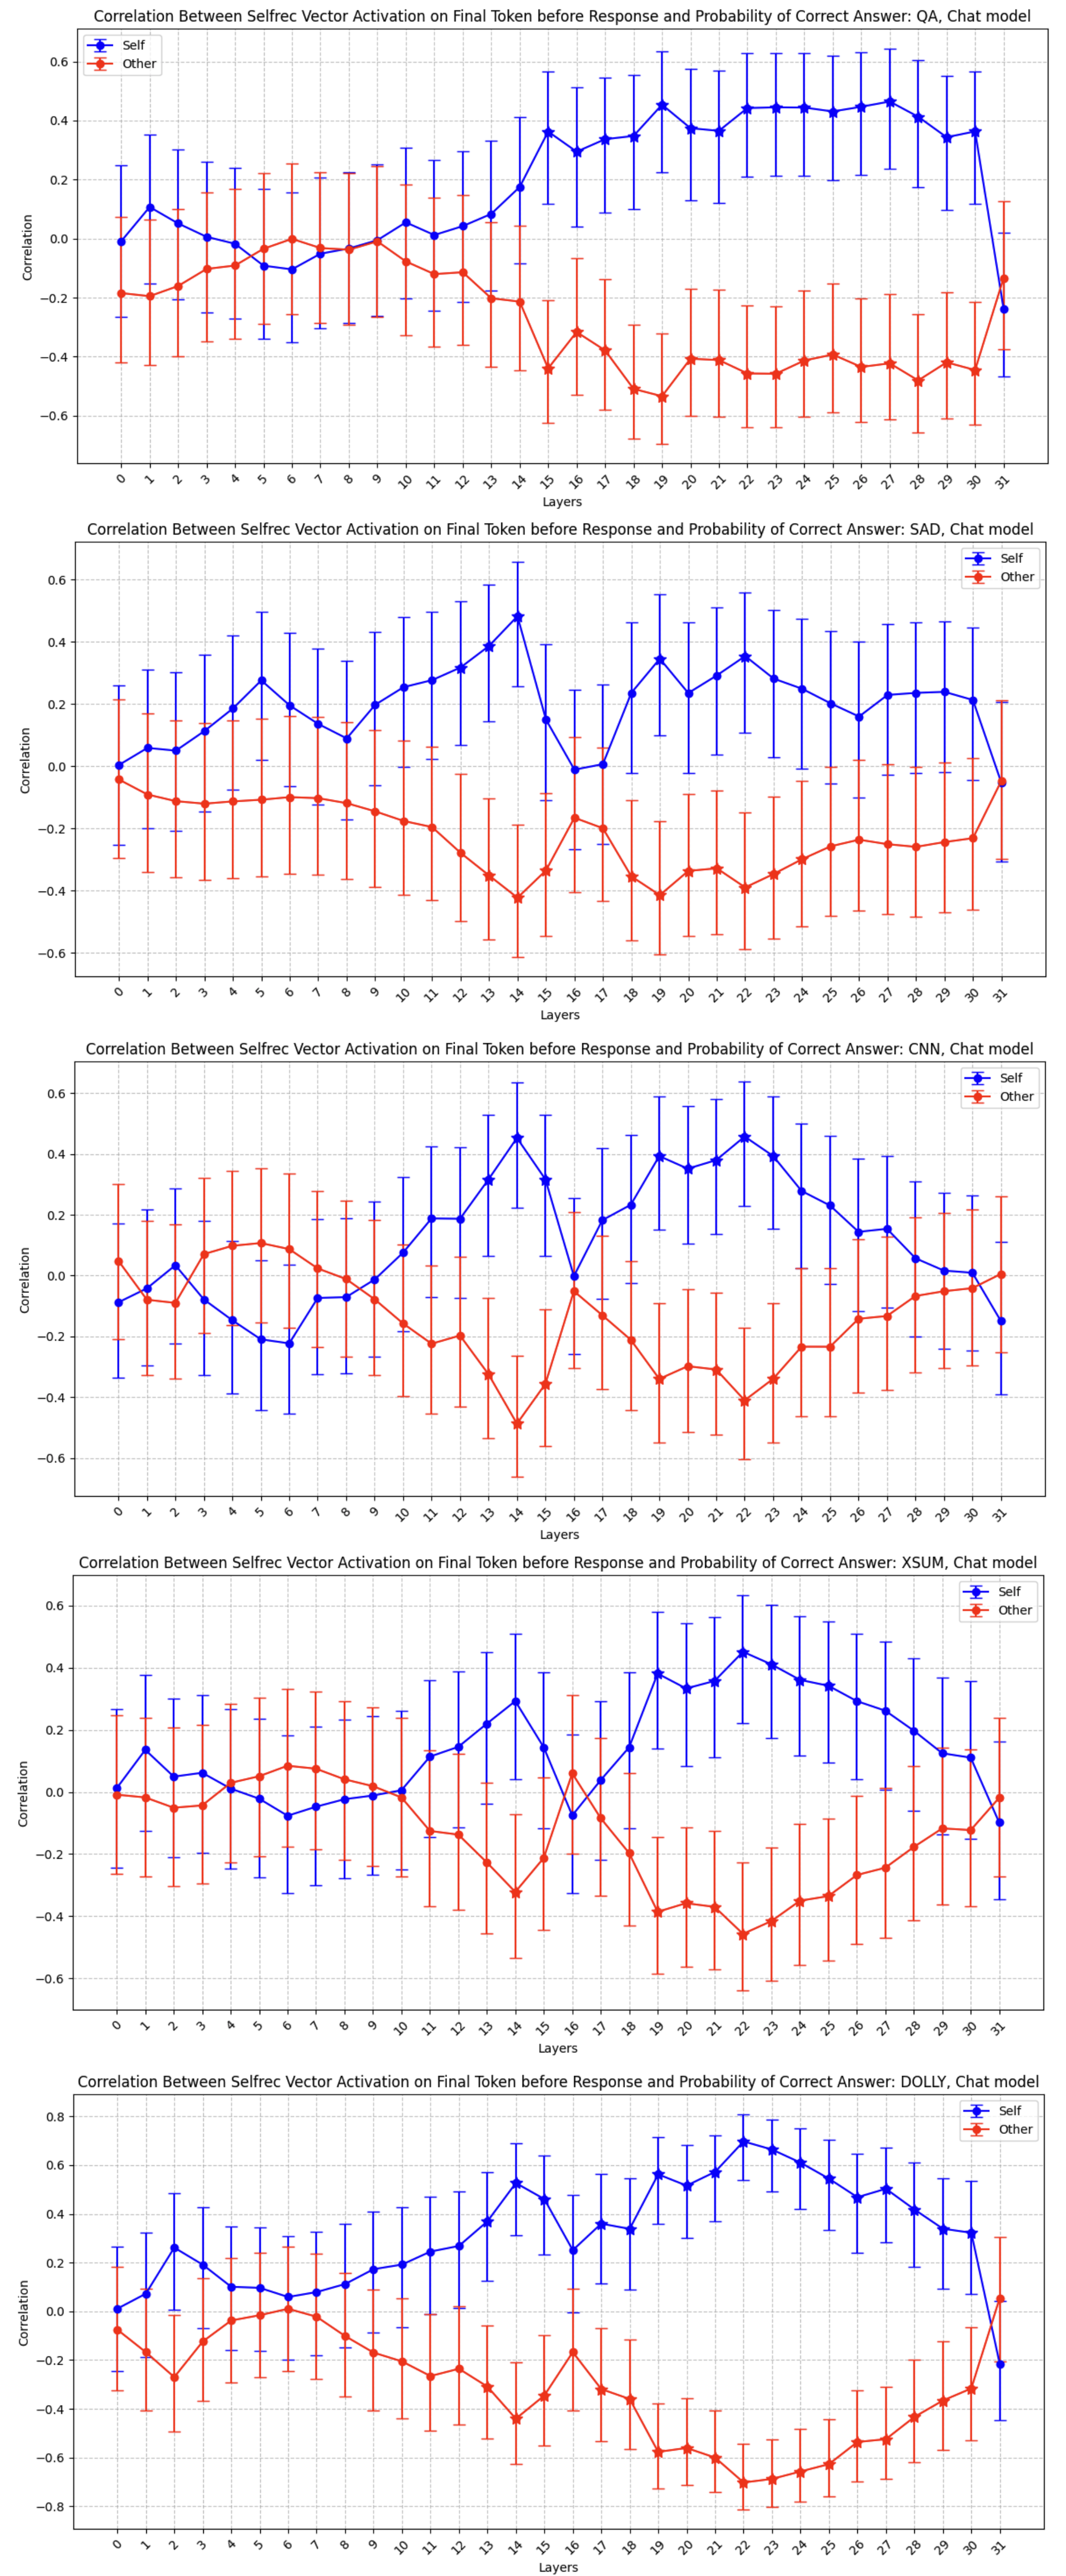 Correlation Between Selfrec Vector Activation on Final Token before Response and Probability of Correct Answer: QA, Chat model
Self
Other
0.6
0.4
0.2
0.0
−0.2
−0.4
−0.6
Correlation
0 1 2 3 4 5 6 7 8 9 10 11 12 13 14 15 16 17 18 19 20 21 22 23 24 25 26 27 28 29 30 31
Layers
Correlation Between Selfrec Vector Activation on Final Token before Response and Probability of Correct Answer: SAD, Chat model
Self
Other
0.6
0.4
0.2
0.0
−0.2
−0.4
−0.6
Correlation
0 1 2 3 4 5 6 7 8 9 10 11 12 13 14 15 16 17 18 19 20 21 22 23 24 25 26 27 28 29 30 31
Layers
Correlation Between Selfrec Vector Activation on Final Token before Response and Probability of Correct Answer: CNN, Chat model
Self
Other
0.6
0.4
0.2
0.0
−0.2
−0.4
−0.6
Correlation
0 1 2 3 4 5 6 7 8 9 10 11 12 13 14 15 16 17 18 19 20 21 22 23 24 25 26 27 28 29 30 31
Layers
Correlation Between Selfrec Vector Activation on Final Token before Response and Probability of Correct Answer: XSUM, Chat model
Self
Other
0.6
0.4
0.2
0.0
−0.2
−0.4
−0.6
Correlation
0 1 2 3 4 5 6 7 8 9 10 11 12 13 14 15 16 17 18 19 20 21 22 23 24 25 26 27 28 29 30 31
Layers
Correlation Between Selfrec Vector Activation on Final Token before Response and Probability of Correct Answer: DOLLY, Chat model
Self
Other
0.8
0.6
0.4
0.2
0.0
−0.2
−0.4
−0.6
−0.8
Correlation
0 1 2 3 4 5 6 7 8 9 10 11 12 13 14 15 16 17 18 19 20 21 22 23 24 25 26 27 28 29 30 31
Layers